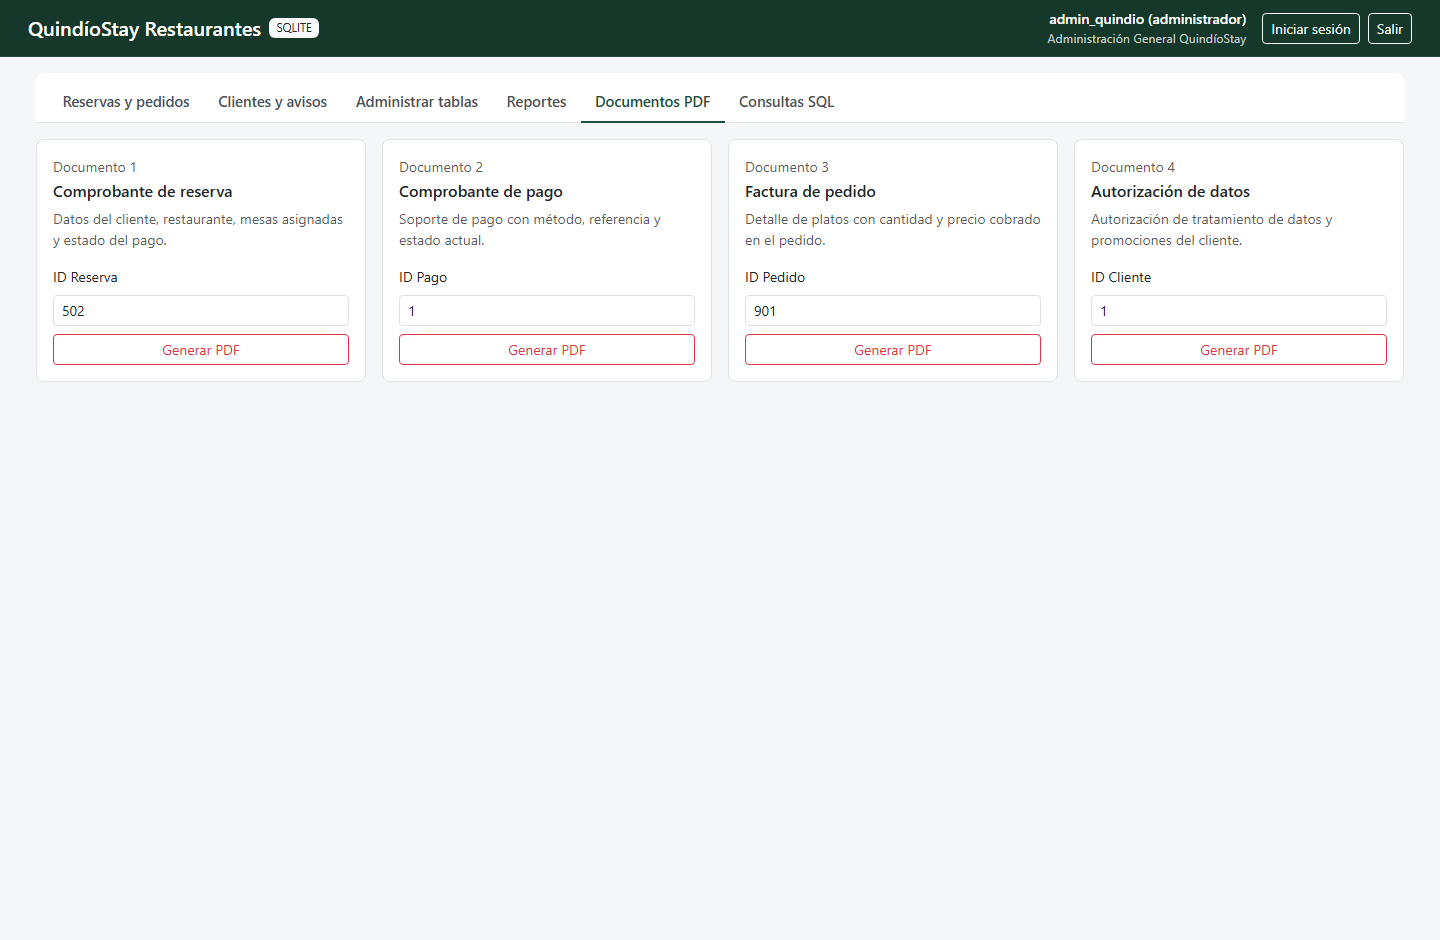 QuindíoStay Restaurantes SQLITE
admin_quindio (administrador)
Administración General QuindíoStay
Iniciar sesión
Salir
Reservas y pedidos
Clientes y avisos
Administrar tablas
Reportes
Documentos PDF
Consultas SQL
Documento 1
Comprobante de reserva
Datos del cliente, restaurante, mesas asignadas
y estado del pago.
ID Reserva
502
Generar PDF
Documento 2
Comprobante de pago
Soporte de pago con método, referencia y
estado actual.
ID Pago
1
Generar PDF
Documento 3
Factura de pedido
Detalle de platos con cantidad y precio cobrado
en el pedido.
ID Pedido
901
Generar PDF
Documento 4
Autorización de datos
Autorización de tratamiento de datos y
promociones del cliente.
ID Cliente
1
Generar PDF